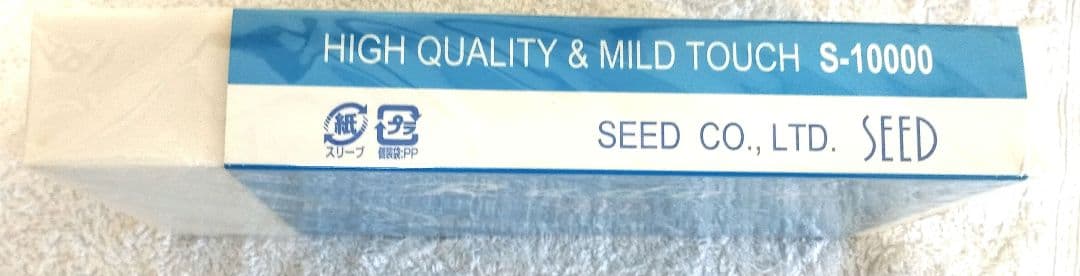 HIGH QUALITY & MILD TOUCH S-10000
紙 プラ
スリーブ 個装袋:PP
SEED CO., LTD. SEED